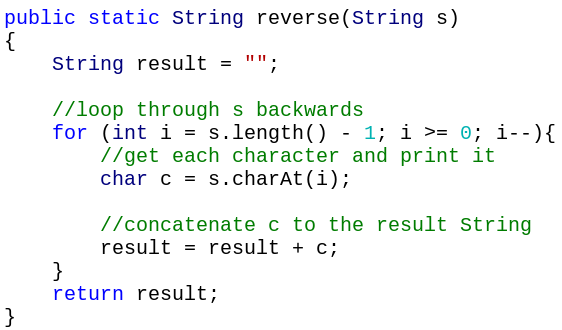 public static String reverse(String s)
{
    String result = "";

    //loop through s backwards
    for (int i = s.length() - 1; i >= 0; i--){
        //get each character and print it
        char c = s.charAt(i);

        //concatenate c to the result String
        result = result + c;
    }
    return result;
}